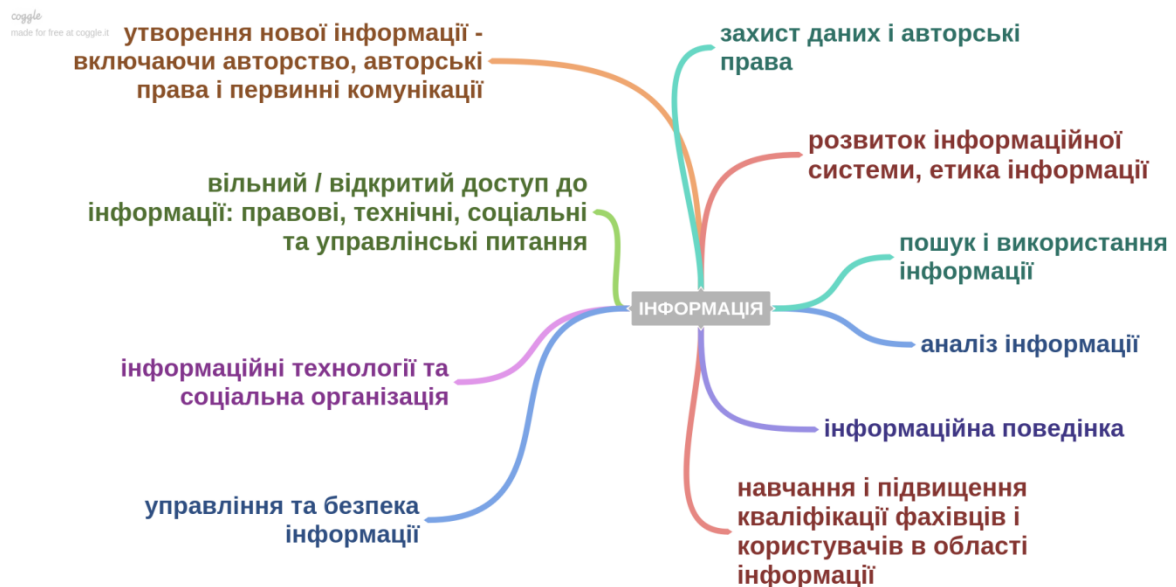 coggle
made for free at coggle.it
утворення нової інформації -
включаючи авторство, авторські
права і первинні комунікації
вільний / відкритий доступ до
інформації: правові, технічні, соціальні
та управлінські питання
інформаційні технології та
соціальна організація
управління та безпека
інформації
ІНФОРМАЦІЯ
захист даних і авторські
права
розвиток інформаційної
системи, етика інформації
пошук і використання
інформації
аналіз інформації
інформаційна поведінка
навчання і підвищення
кваліфікації фахівців і
користувачів в області
інформації